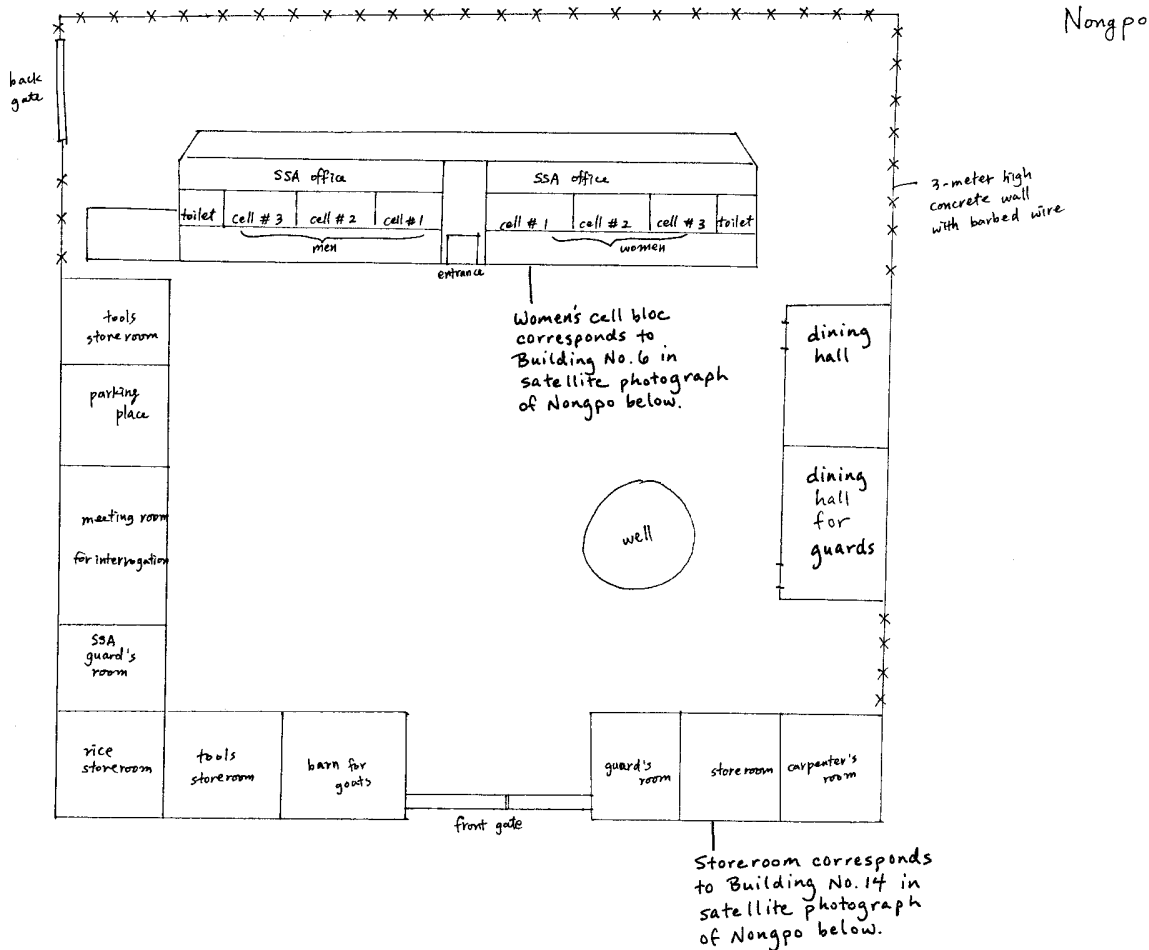 Nongpo
back
gate
SSA office
SSA office
toilet
cell # 3
cell # 2
cell #1
cell # 1
cell # 2
cell # 3
toilet
men
women
entrance
3-meter high
concrete wall
with barbed wire
Women's cell bloc
corresponds to
Building No. 6 in
satellite photograph
of Nongpo below.
tools
storeroom
parking
place
meeting room
for interrogation
SSA
guard's
room
dining
hall
dining
hall
for
guards
well
rice
storeroom
tools
storeroom
barn for
goats
front gate
guard's
room
storeroom
carpenter's
room
Storeroom corresponds
to Building No. 14 in
satellite photograph
of Nongpo below.